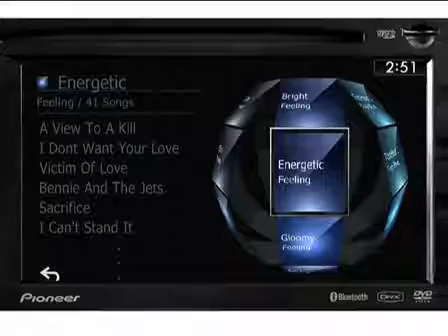 2:51
Energetic
Feeling / 41 Songs
A View To A Kill
I Dont Want Your Love
Victim Of Love
Bennie And The Jets
Sacrifice
I Can't Stand It
Bright
Feeling
Energetic
Feeling
Gloomy
Feeling
Pioneer
Bluetooth
DivX
DVD